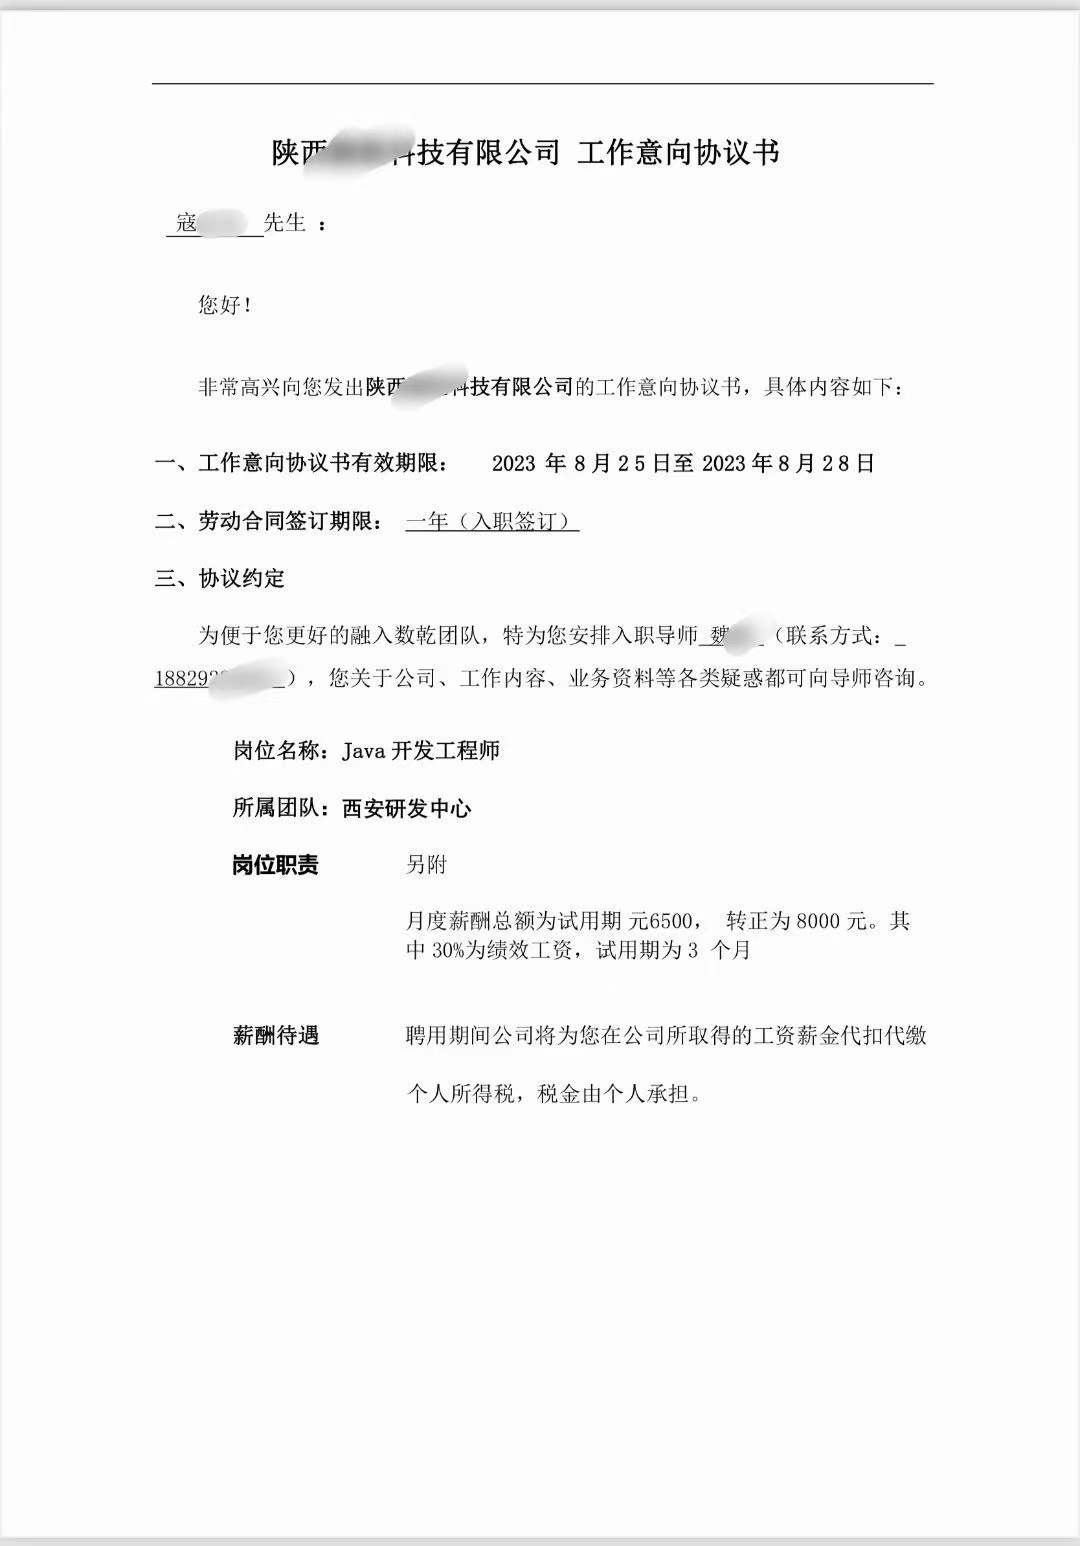 陕西 科技有限公司 工作意向协议书
寇 先生 ：
您好！
非常高兴向您发出陕西 科技有限公司的工作意向协议书，具体内容如下：
一、工作意向协议书有效期限： 2023 年 8 月 2 5 日至 2023 年 8 月 2 8 日
二、劳动合同签订期限： 一年（入职签订）
三、协议约定
为便于您更好的融入数乾团队，特为您安排入职导师 魏 （联系方式：
18829 ），您关于公司、工作内容、业务资料等各类疑惑都可向导师咨询。
岗位名称：Java 开发工程师
所属团队：西安研发中心
岗位职责 另附
月度薪酬总额为试用期 元6500， 转正为 8000 元。其
中 30%为绩效工资，试用期为 3 个月
薪酬待遇 聘用期间公司将为您在公司所取得的工资薪金代扣代缴
个人所得税，税金由个人承担。